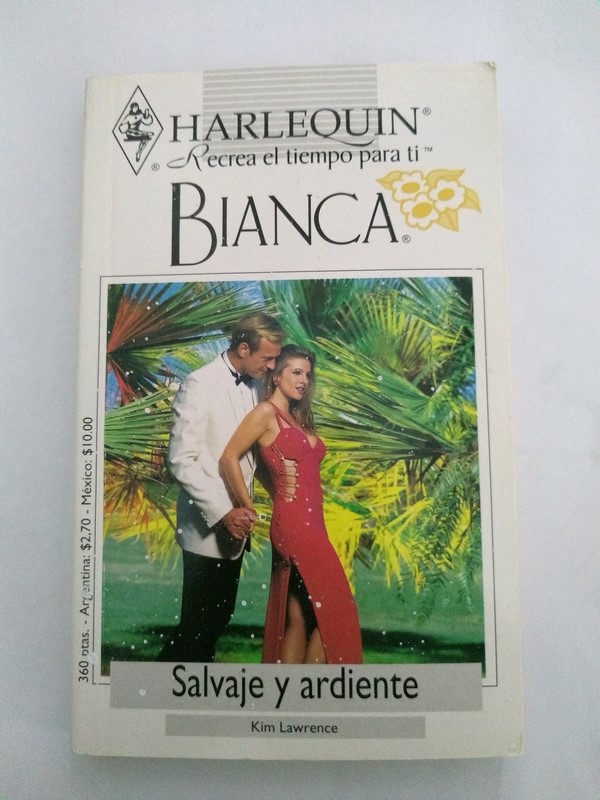 HARLEQUIN®
®
Recrea el tiempo para ti™
BIANCA®
360 ptas. - Argentina: $2,70 - México: $10.00
Salvaje y ardiente
Kim Lawrence